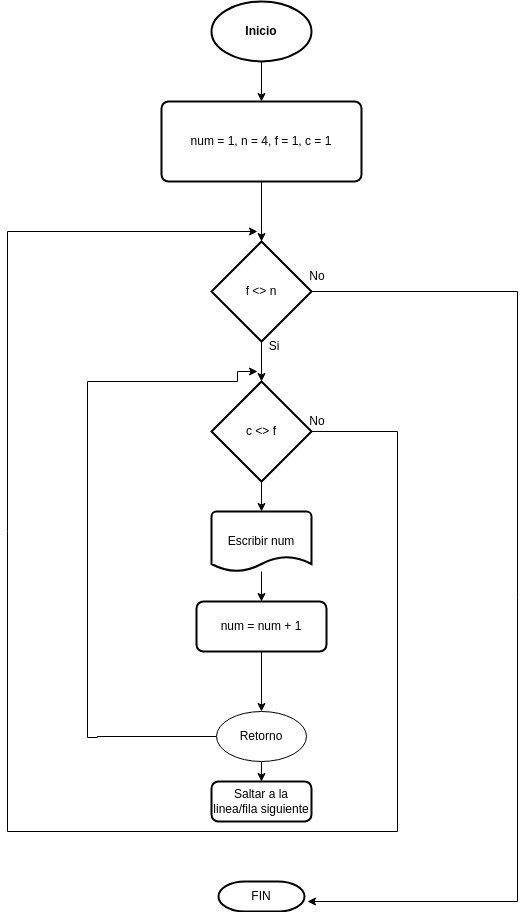 Inicio
num = 1, n = 4, f = 1, c = 1
f <> n
No
Si
c <> f
No
Escribir num
num = num + 1
Retorno
Saltar a la
linea/fila siguiente
FIN